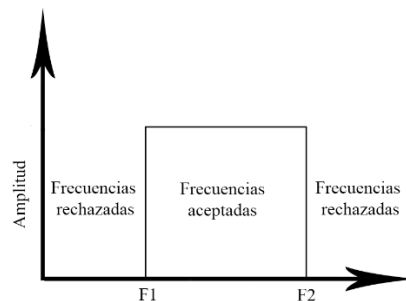 Amplitud
Frecuencias
rechazadas
Frecuencias
aceptadas
Frecuencias
rechazadas
F1
F2